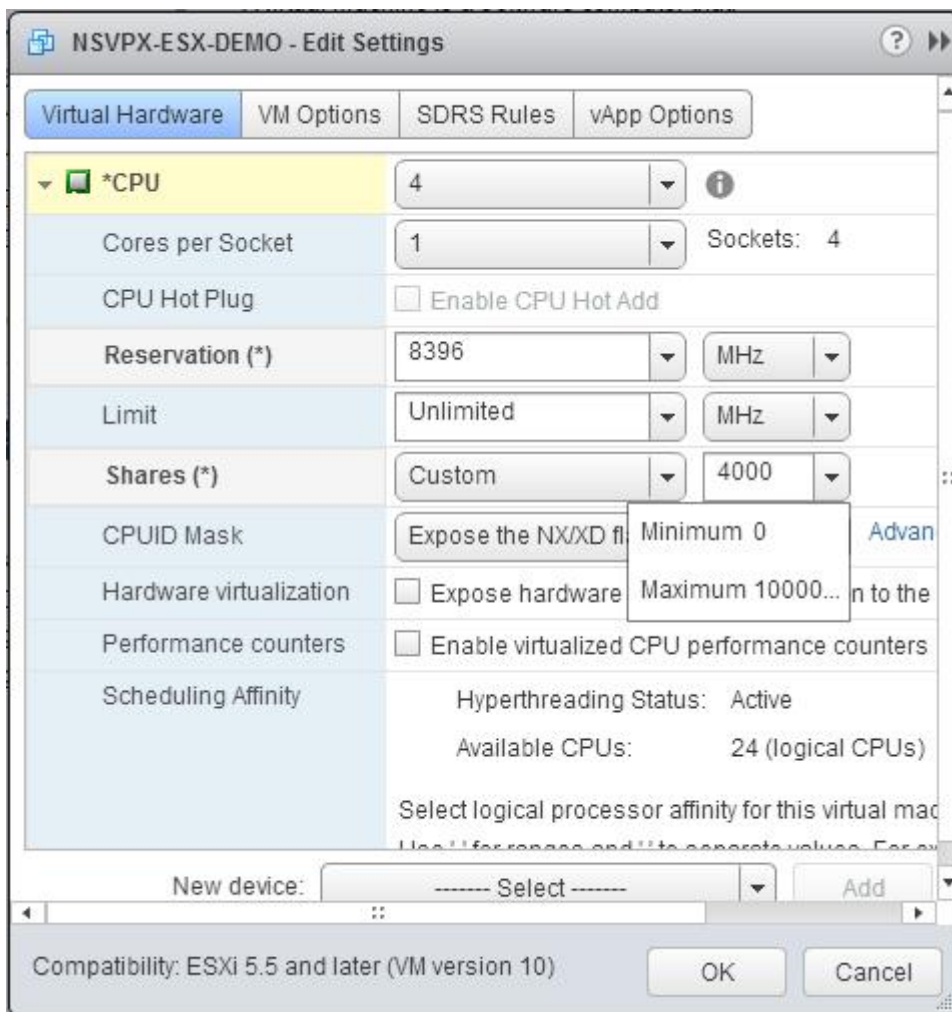 NSVPX-ESX-DEMO - Edit Settings
Virtual Hardware VM Options SDRS Rules vApp Options
*CPU 4
Cores per Socket 1 Sockets: 4
CPU Hot Plug Enable CPU Hot Add
Reservation (*) 8396 MHz
Limit Unlimited MHz
Shares (*) Custom 4000
CPUID Mask Expose the NX/XD fl Minimum 0 Advan
Hardware virtualization Expose hardware Maximum 10000... n to the
Performance counters Enable virtualized CPU performance counters
Scheduling Affinity Hyperthreading Status: Active
Available CPUs: 24 (logical CPUs)
Select logical processor affinity for this virtual mac
New device: ------- Select ------- Add
Compatibility: ESXi 5.5 and later (VM version 10) OK Cancel